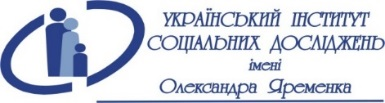 УКРАЇНСЬКИЙ ІНСТИТУТ
СОЦІАЛЬНИХ ДОСЛІДЖЕНЬ
імені
Олександра Яременка